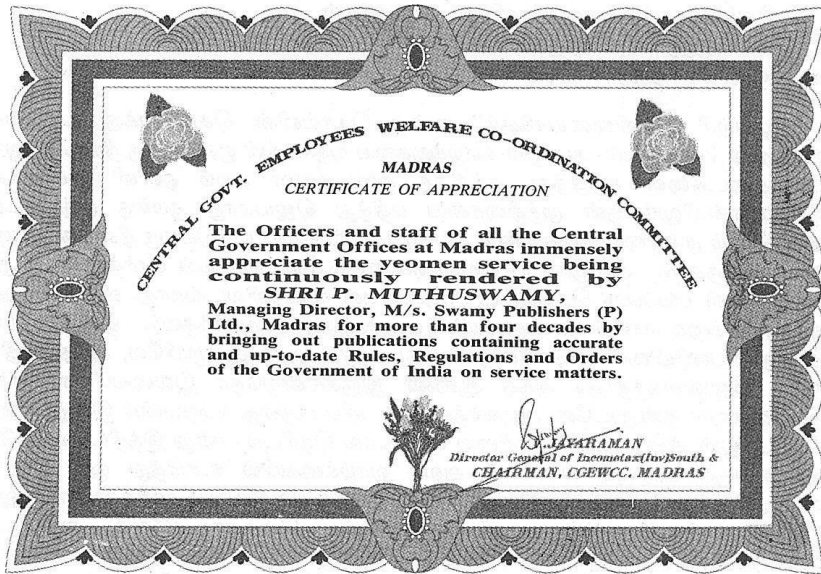 CENTRAL GOVT. EMPLOYEES WELFARE CO-ORDINATION COMMITTEE
MADRAS
CERTIFICATE OF APPRECIATION
The Officers and staff of all the Central
Government Offices at Madras immensely
appreciate the yeomen service being
continuously rendered by
SHRI P. MUTHUSWAMY,
Managing Director, M/s. Swamy Publishers (P)
Ltd., Madras for more than four decades by
bringing out publications containing accurate
and up-to-date Rules, Regulations and Orders
of the Government of India on service matters.
JAYARAMAN
Director General of Incometax(Inv)South &
CHAIRMAN, CGEWCC. MADRAS